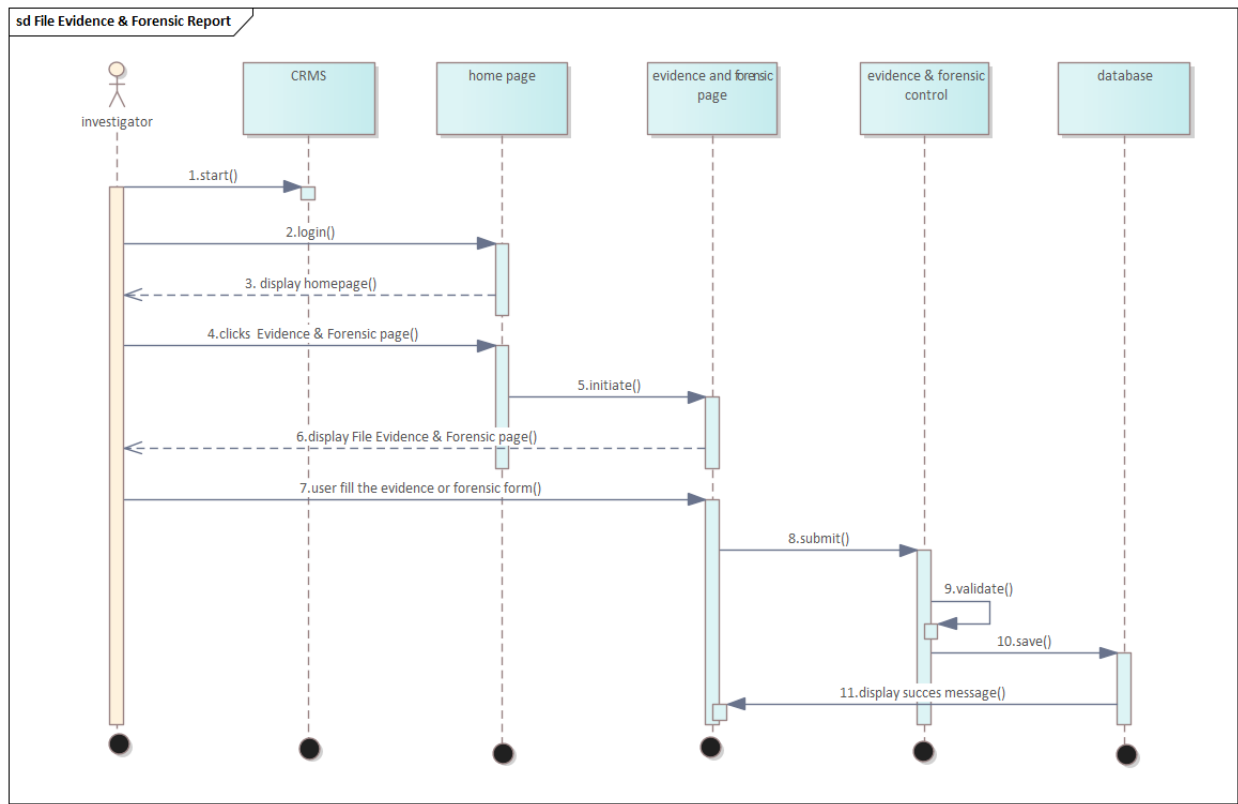 sd File Evidence & Forensic Report
CRMS
home page
evidence and forensic
page
evidence & forensic
control
database
investigator
1.start()
2.login()
3. display homepage()
4.clicks Evidence & Forensic page()
5.initiate()
6.display File Evidence & Forensic page()
7.user fill the evidence or forensic form()
8.submit()
9.validate()
10.save()
11.display succes message()